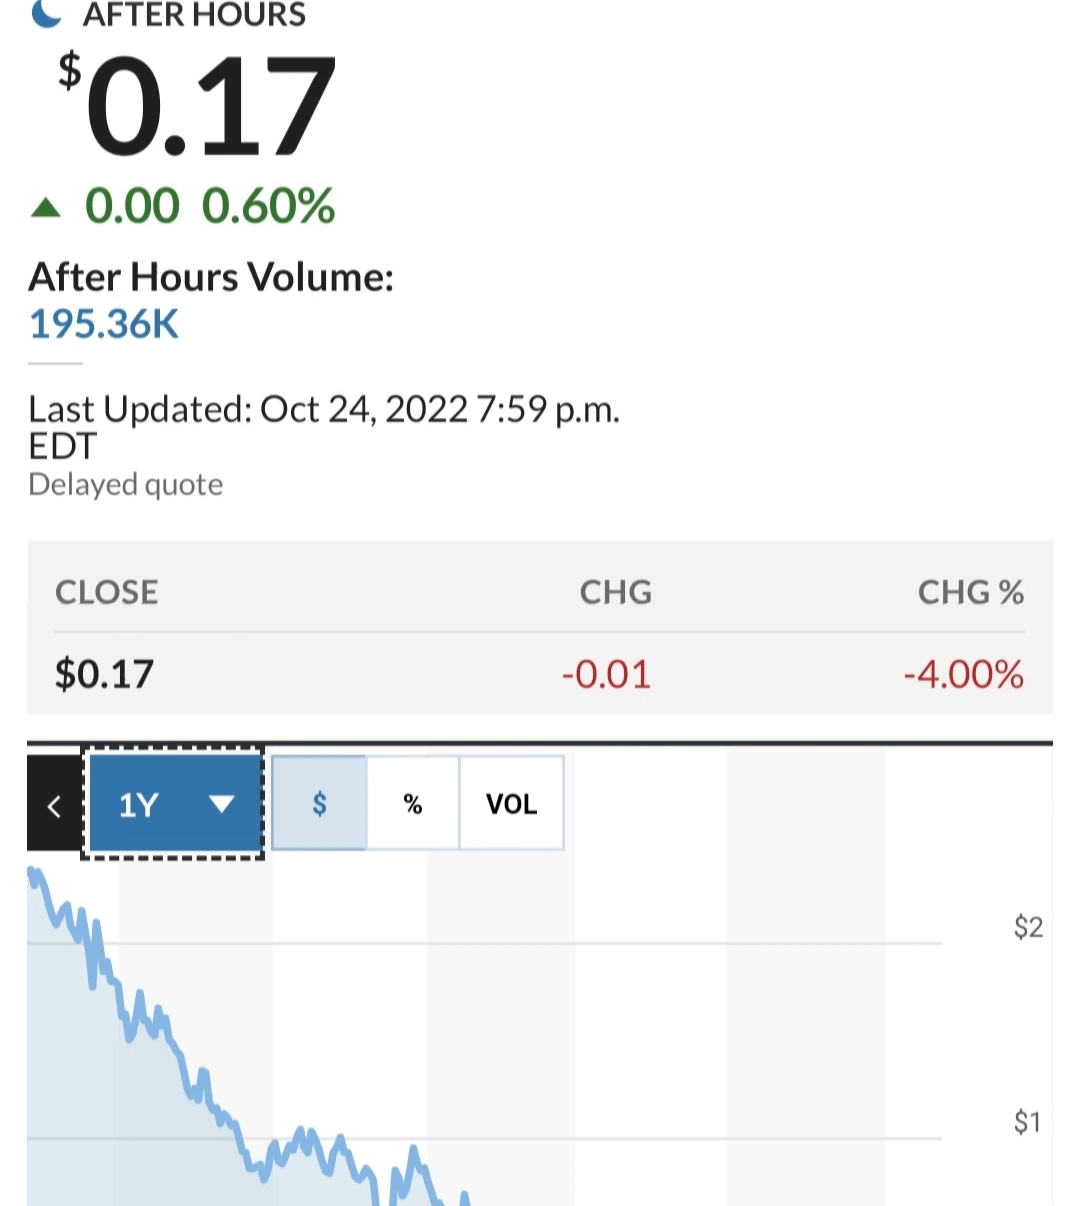 AFTER HOURS
$0.17
0.00 0.60%
After Hours Volume:
195.36K
Last Updated: Oct 24, 2022 7:59 p.m.
EDT
Delayed quote
CLOSE CHG CHG %
$0.17 -0.01 -4.00%
1Y $ % VOL
$2
$1